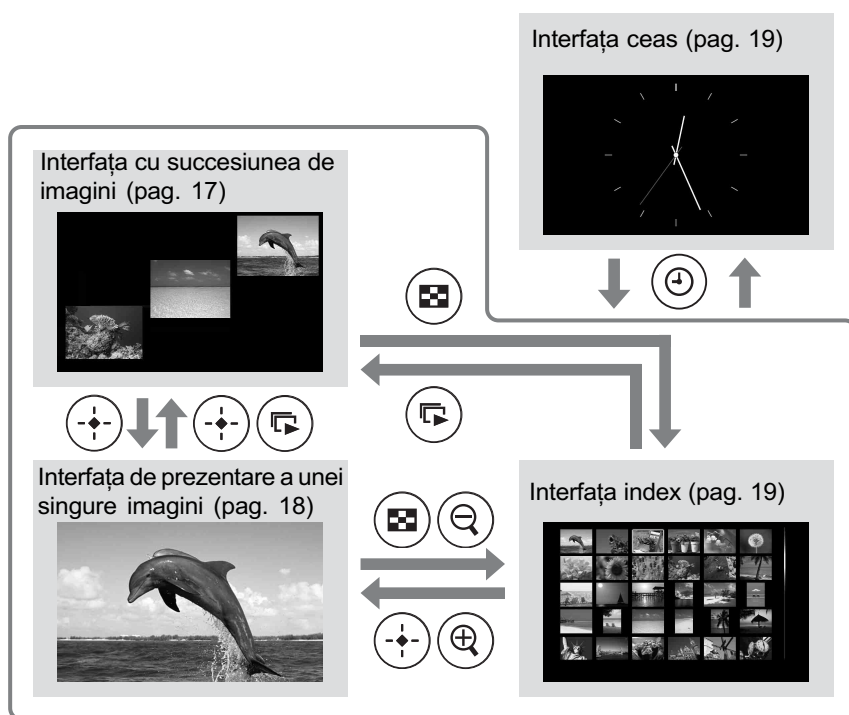 Interfața ceas (pag. 19)
Interfața cu succesiunea de
imagini (pag. 17)
Interfața de prezentare a unei
singure imagini (pag. 18)
Interfața index (pag. 19)